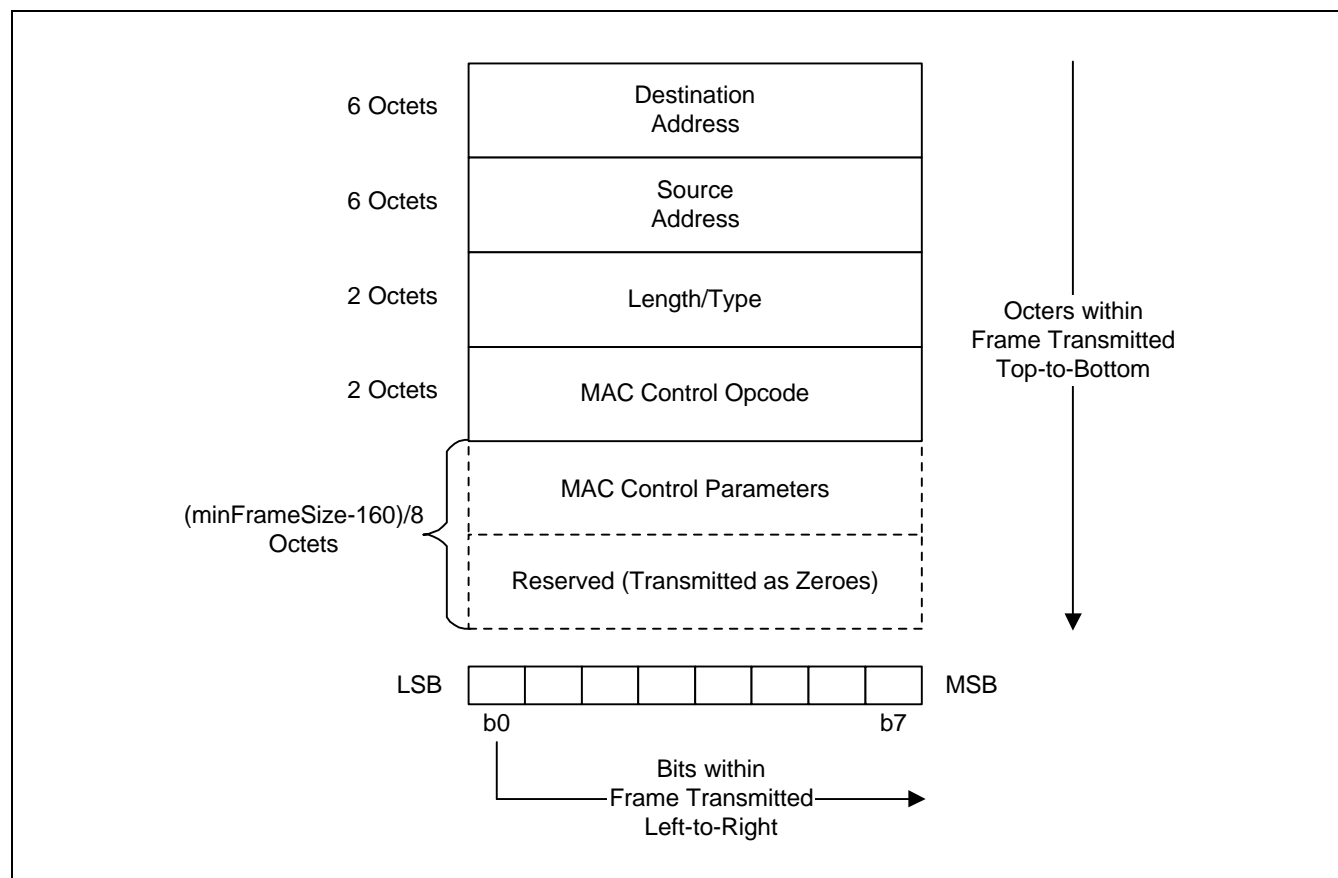 6 Octets
Destination
Address
6 Octets
Source
Address
2 Octets
Length/Type
2 Octets
MAC Control Opcode
Octers within
Frame Transmitted
Top-to-Bottom
(minFrameSize-160)/8
Octets
MAC Control Parameters
Reserved (Transmitted as Zeroes)
LSB
MSB
b0
b7
Bits within
Frame Transmitted
Left-to-Right